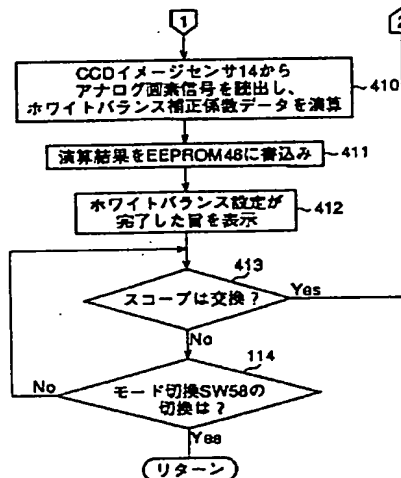 1
2
CCDイメージセンサ14から
アナログ画素信号を読出し、
ホワイトバランス補正係数データを演算
410
演算結果をEEPROM48に書込み
411
ホワイトバランス設定が
完了した旨を表示
412
413
スコープは交換?
Yes
No
114
モード切換SW58の
切換は?
No
Yes
リターン